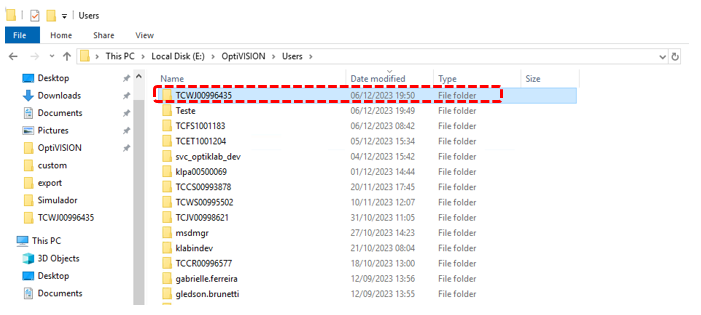 Users
File Home Share View
This PC > Local Disk (E:) > OptiVISION > Users >
Desktop
Downloads
Documents
Pictures
OptiVISION
custom
export
Simulador
TCWJ00996435
This PC
3D Objects
Desktop
Documents
Name Date modified Type Size
TCWJ00996435 06/12/2023 19:50 File folder
Teste 06/12/2023 19:49 File folder
TCFS1001183 06/12/2023 08:42 File folder
TCET1001204 05/12/2023 15:34 File folder
svc_optiklab_dev 04/12/2023 15:42 File folder
klpa00500069 01/12/2023 14:44 File folder
TCCS00993878 20/11/2023 17:45 File folder
TCWS00995502 10/11/2023 12:07 File folder
TCJV00998621 31/10/2023 11:05 File folder
msdmgr 27/10/2023 14:23 File folder
klabindev 21/10/2023 08:04 File folder
TCCR00996577 18/10/2023 13:00 File folder
gabrielle.ferreira 12/09/2023 13:56 File folder
gledson.brunetti 12/09/2023 13:55 File folder